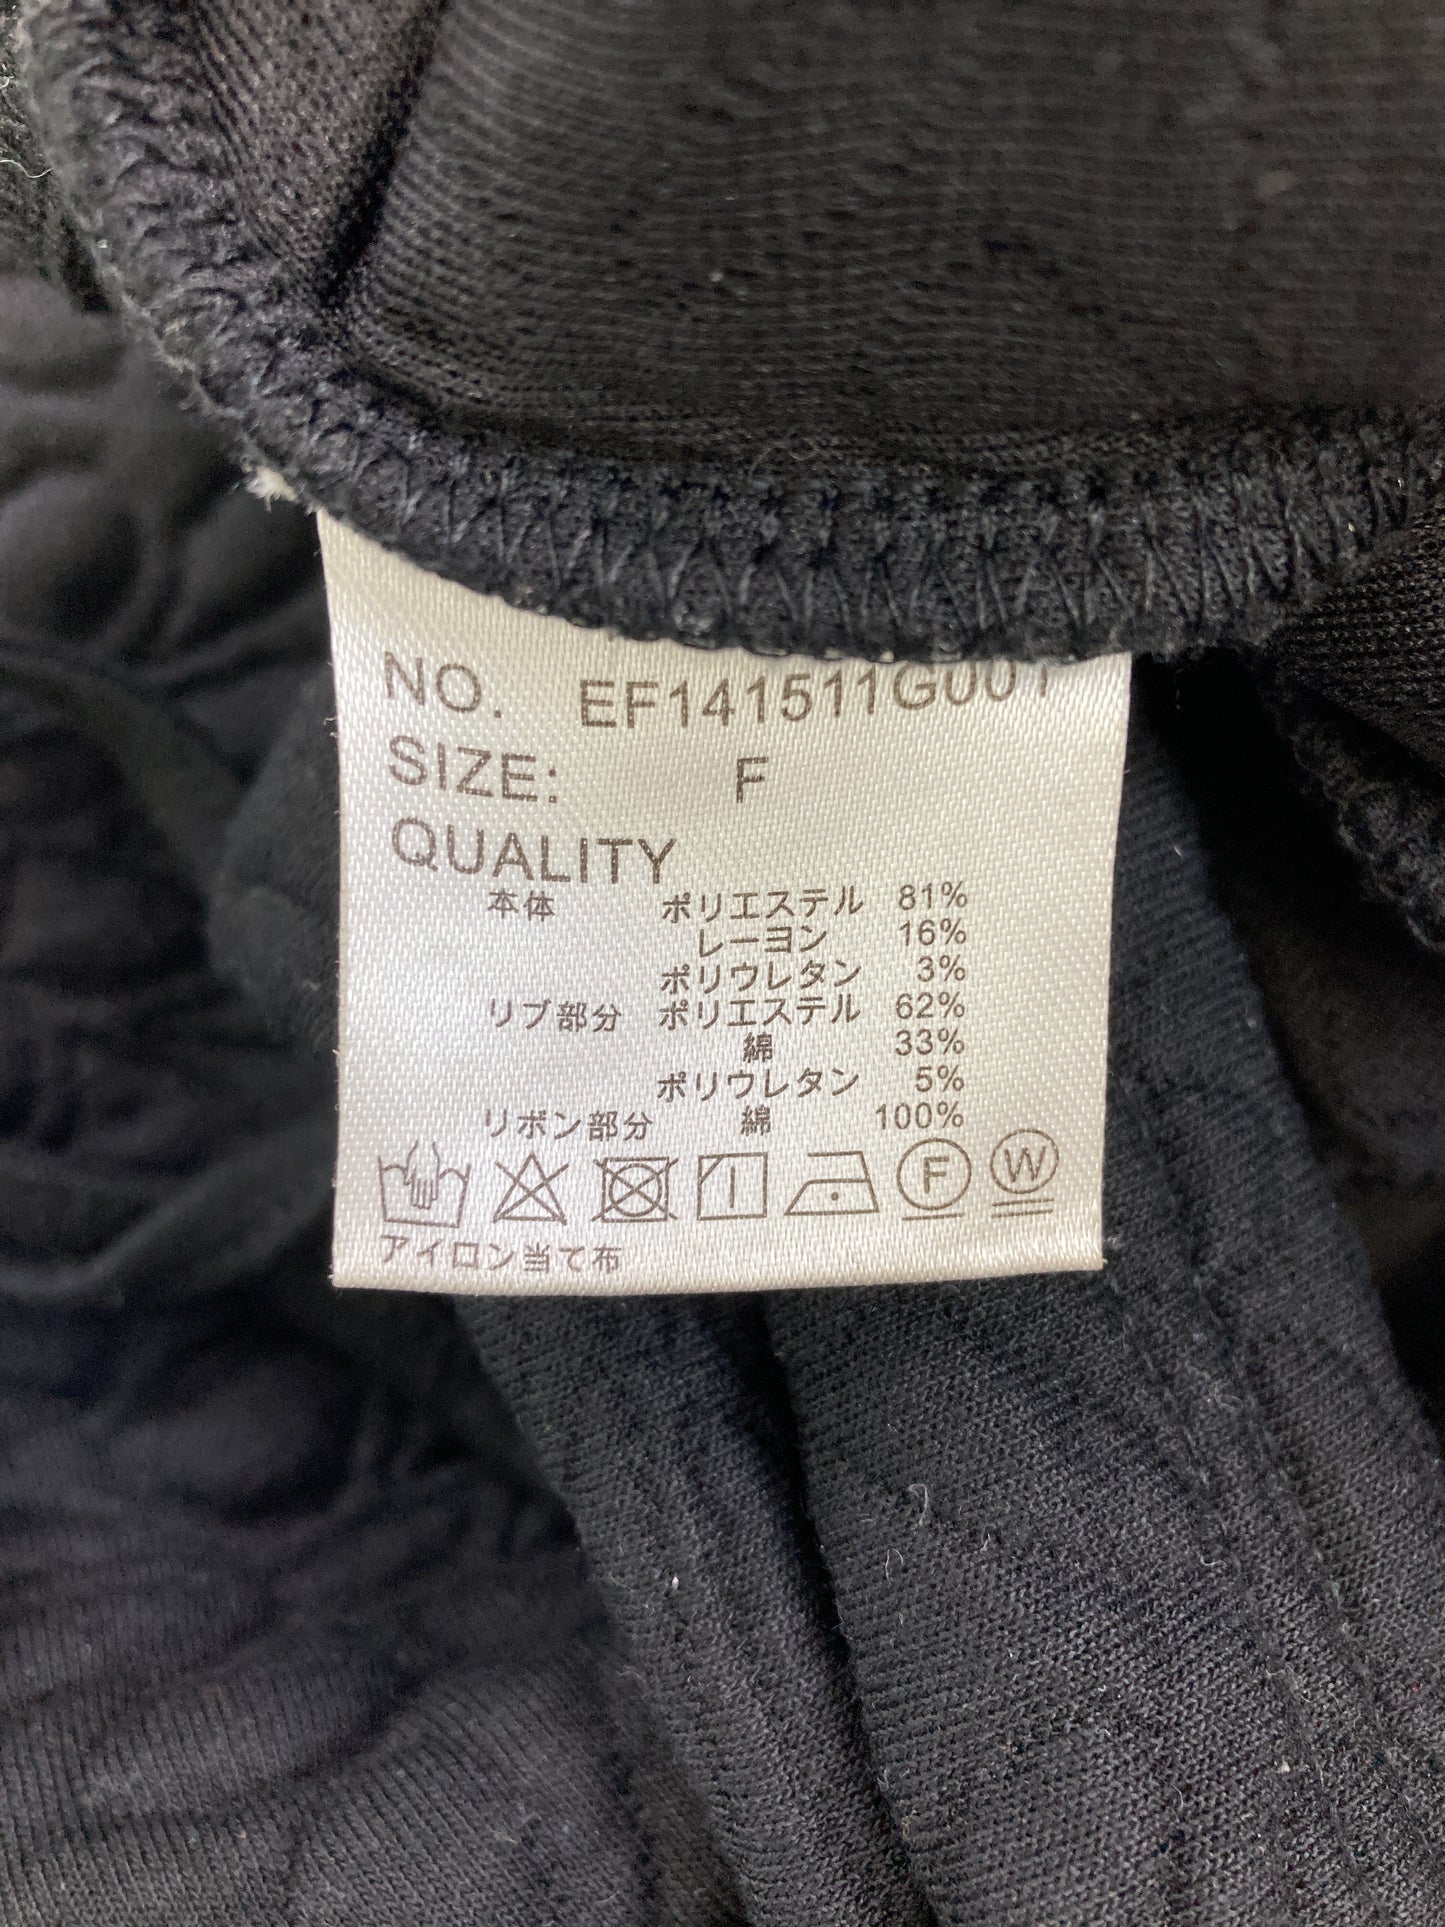 NO. EF141511G001
SIZE: F
QUALITY
本体 ポリエステル 81%
レーヨン 16%
ポリウレタン 3%
リブ部分 ポリエステル 62%
綿 33%
ポリウレタン 5%
リボン部分 綿 100%
F W
アイロン当て布